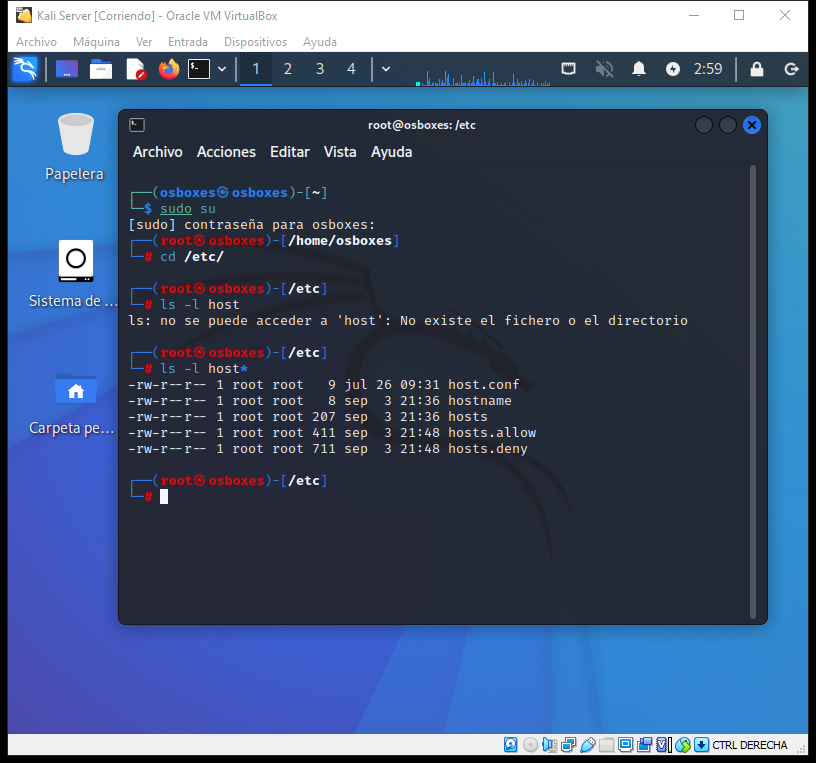 Kali Server [Corriendo] - Oracle VM VirtualBox
Archivo Máquina Ver Entrada Dispositivos Ayuda
1 2 3 4 2:59
Papelera
Sistema de ...
Carpeta pe...
root@osboxes: /etc
Archivo Acciones Editar Vista Ayuda
┌──(osboxes㉿osboxes)-[~]
└─$ sudo su
[sudo] contraseña para osboxes:
┌──(root㉿osboxes)-[/home/osboxes]
└─# cd /etc/
┌──(root㉿osboxes)-[/etc]
└─# ls -l host
ls: no se puede acceder a 'host': No existe el fichero o el directorio
┌──(root㉿osboxes)-[/etc]
└─# ls -l host*
-rw-r--r-- 1 root root   9 jul 26 09:31 host.conf
-rw-r--r-- 1 root root   8 sep  3 21:36 hostname
-rw-r--r-- 1 root root 207 sep  3 21:36 hosts
-rw-r--r-- 1 root root 411 sep  3 21:48 hosts.allow
-rw-r--r-- 1 root root 711 sep  3 21:48 hosts.deny
┌──(root㉿osboxes)-[/etc]
└─#
CTRL DERECHA